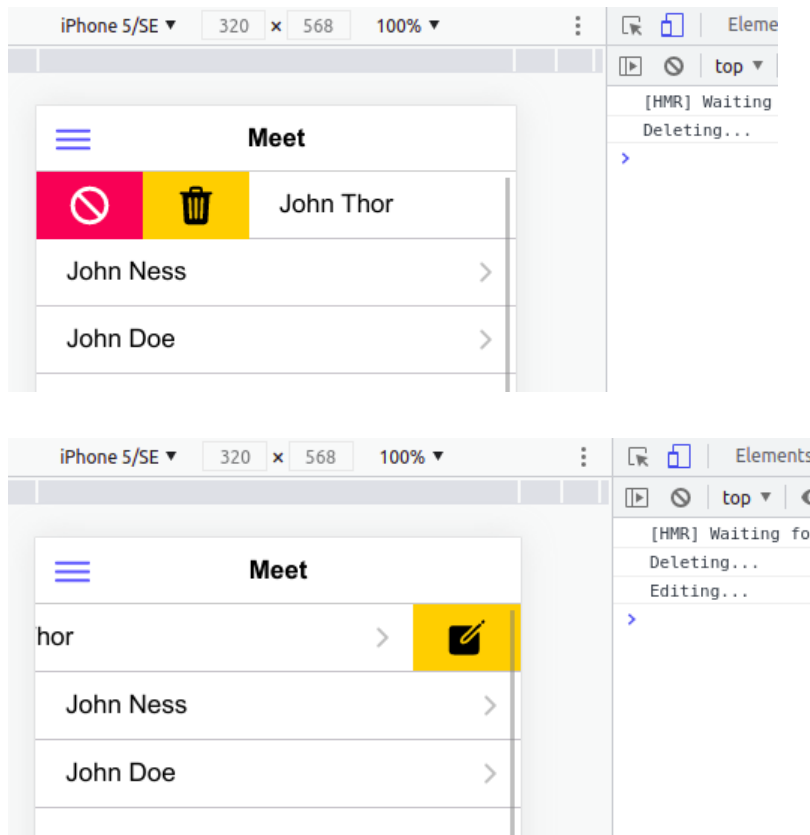 iPhone 5/SE ▼ 320 × 568 100% ▼ Eleme
top ▼
[HMR] Waiting
Meet
Deleting...
>
John Thor
John Ness
John Doe
iPhone 5/SE ▼ 320 × 568 100% ▼ Elements
top ▼
[HMR] Waiting fo
Meet
Deleting...
Editing...
>
hor
John Ness
John Doe